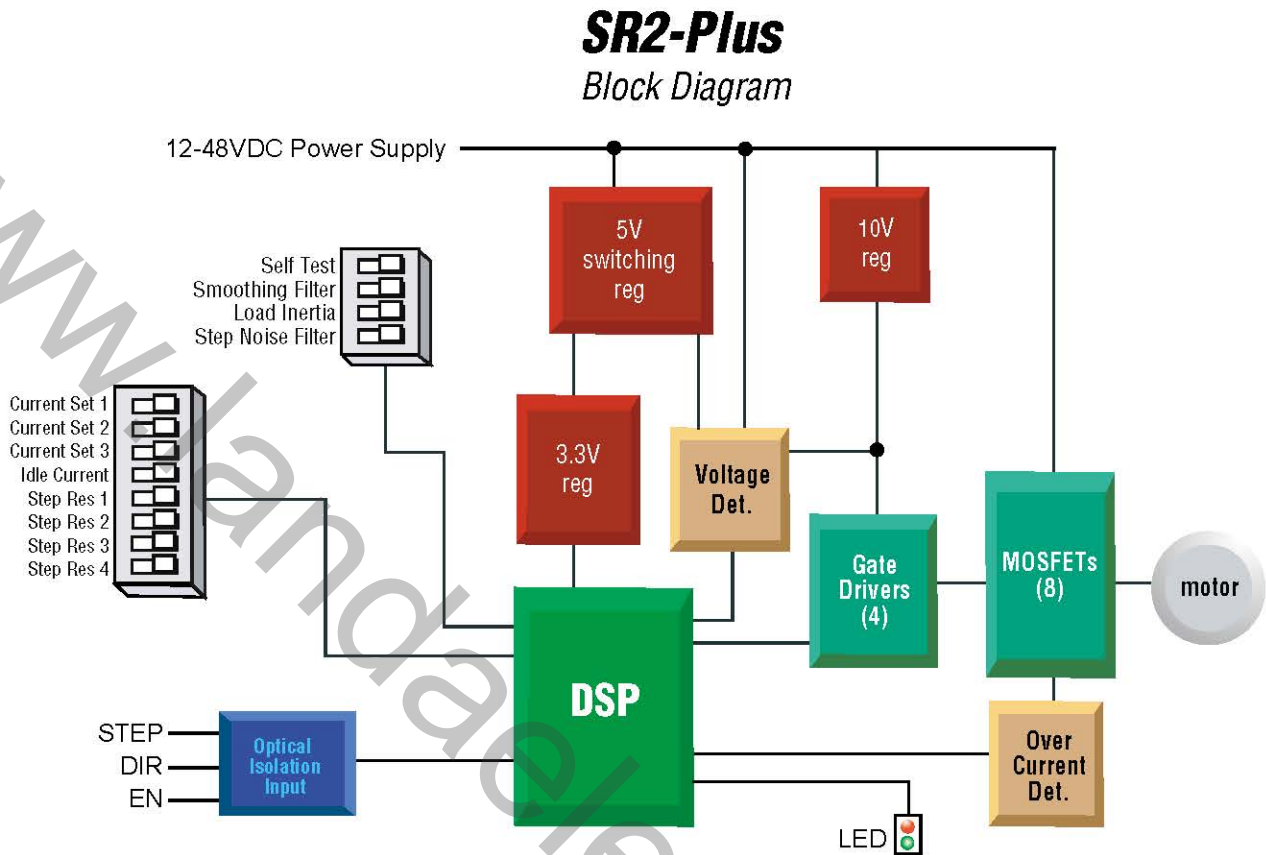 SR2-Plus
Block Diagram
12-48VDC Power Supply
5V
switching
reg
10V
reg
Self Test
Smoothing Filter
Load Inertia
Step Noise Filter
Current Set 1
Current Set 2
Current Set 3
Idle Current
Step Res 1
Step Res 2
Step Res 3
Step Res 4
3.3V
reg
Voltage
Det.
Gate
Drivers
(4)
MOSFETs
(8)
motor
DSP
STEP
DIR
EN
Optical
Isolation
Input
Over
Current
Det.
LED
www.landaele